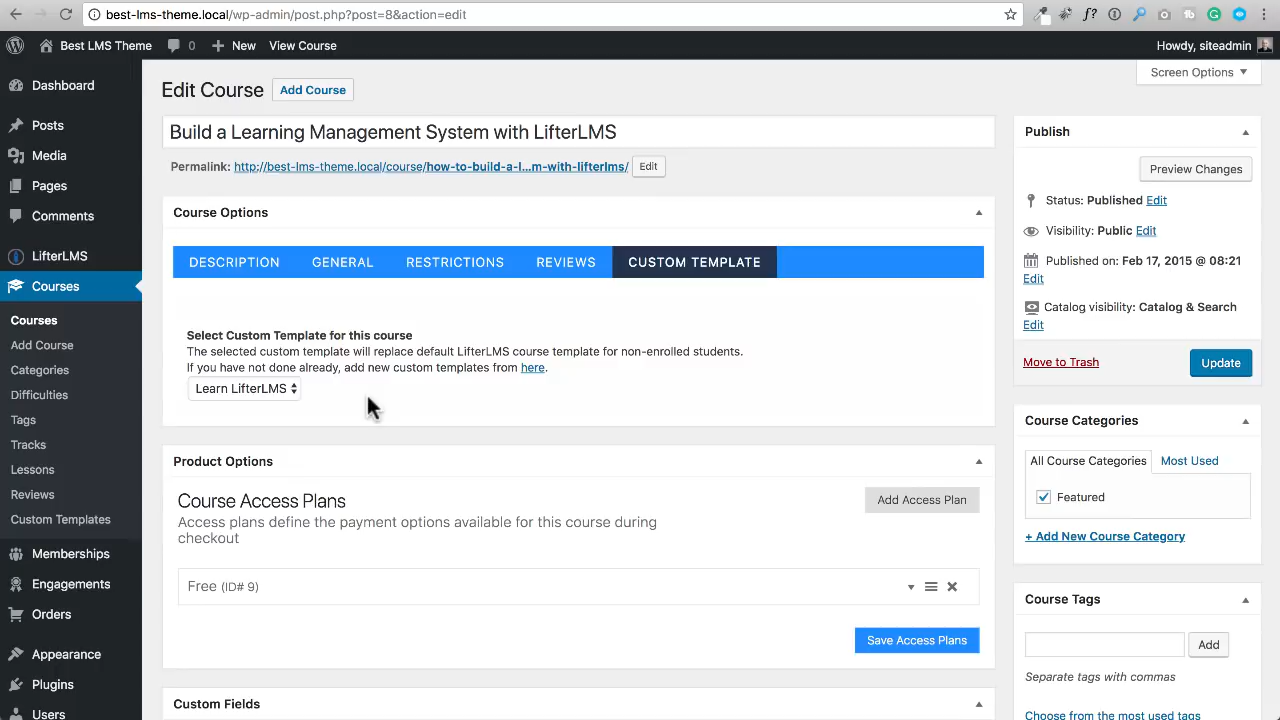 best-lms-theme.local/wp-admin/post.php?post=8&action=edit
Best LMS Theme
0
New
View Course
Howdy, siteadmin
Dashboard
Posts
Media
Pages
Comments
LifterLMS
Courses
Courses
Add Course
Categories
Difficulties
Tags
Tracks
Lessons
Reviews
Custom Templates
Memberships
Engagements
Orders
Appearance
Plugins
Users
Screen Options
Edit Course
Add Course
Build a Learning Management System with LifterLMS
Permalink: http://best-lms-theme.local/course/how-to-build-a-l...m-with-lifterlms/ Edit
Course Options
DESCRIPTION
GENERAL
RESTRICTIONS
REVIEWS
CUSTOM TEMPLATE
Select Custom Template for this course
The selected custom template will replace default LifterLMS course template for non-enrolled students.
If you have not done already, add new custom templates from here.
Learn LifterLMS
Product Options
Course Access Plans
Add Access Plan
Access plans define the payment options available for this course during
checkout
Free (ID# 9)
Save Access Plans
Custom Fields
Publish
Preview Changes
Status: Published Edit
Visibility: Public Edit
Published on: Feb 17, 2015 @ 08:21
Edit
Catalog visibility: Catalog & Search
Edit
Move to Trash
Update
Course Categories
All Course Categories
Most Used
Featured
+ Add New Course Category
Course Tags
Add
Separate tags with commas
Choose from the most used tags